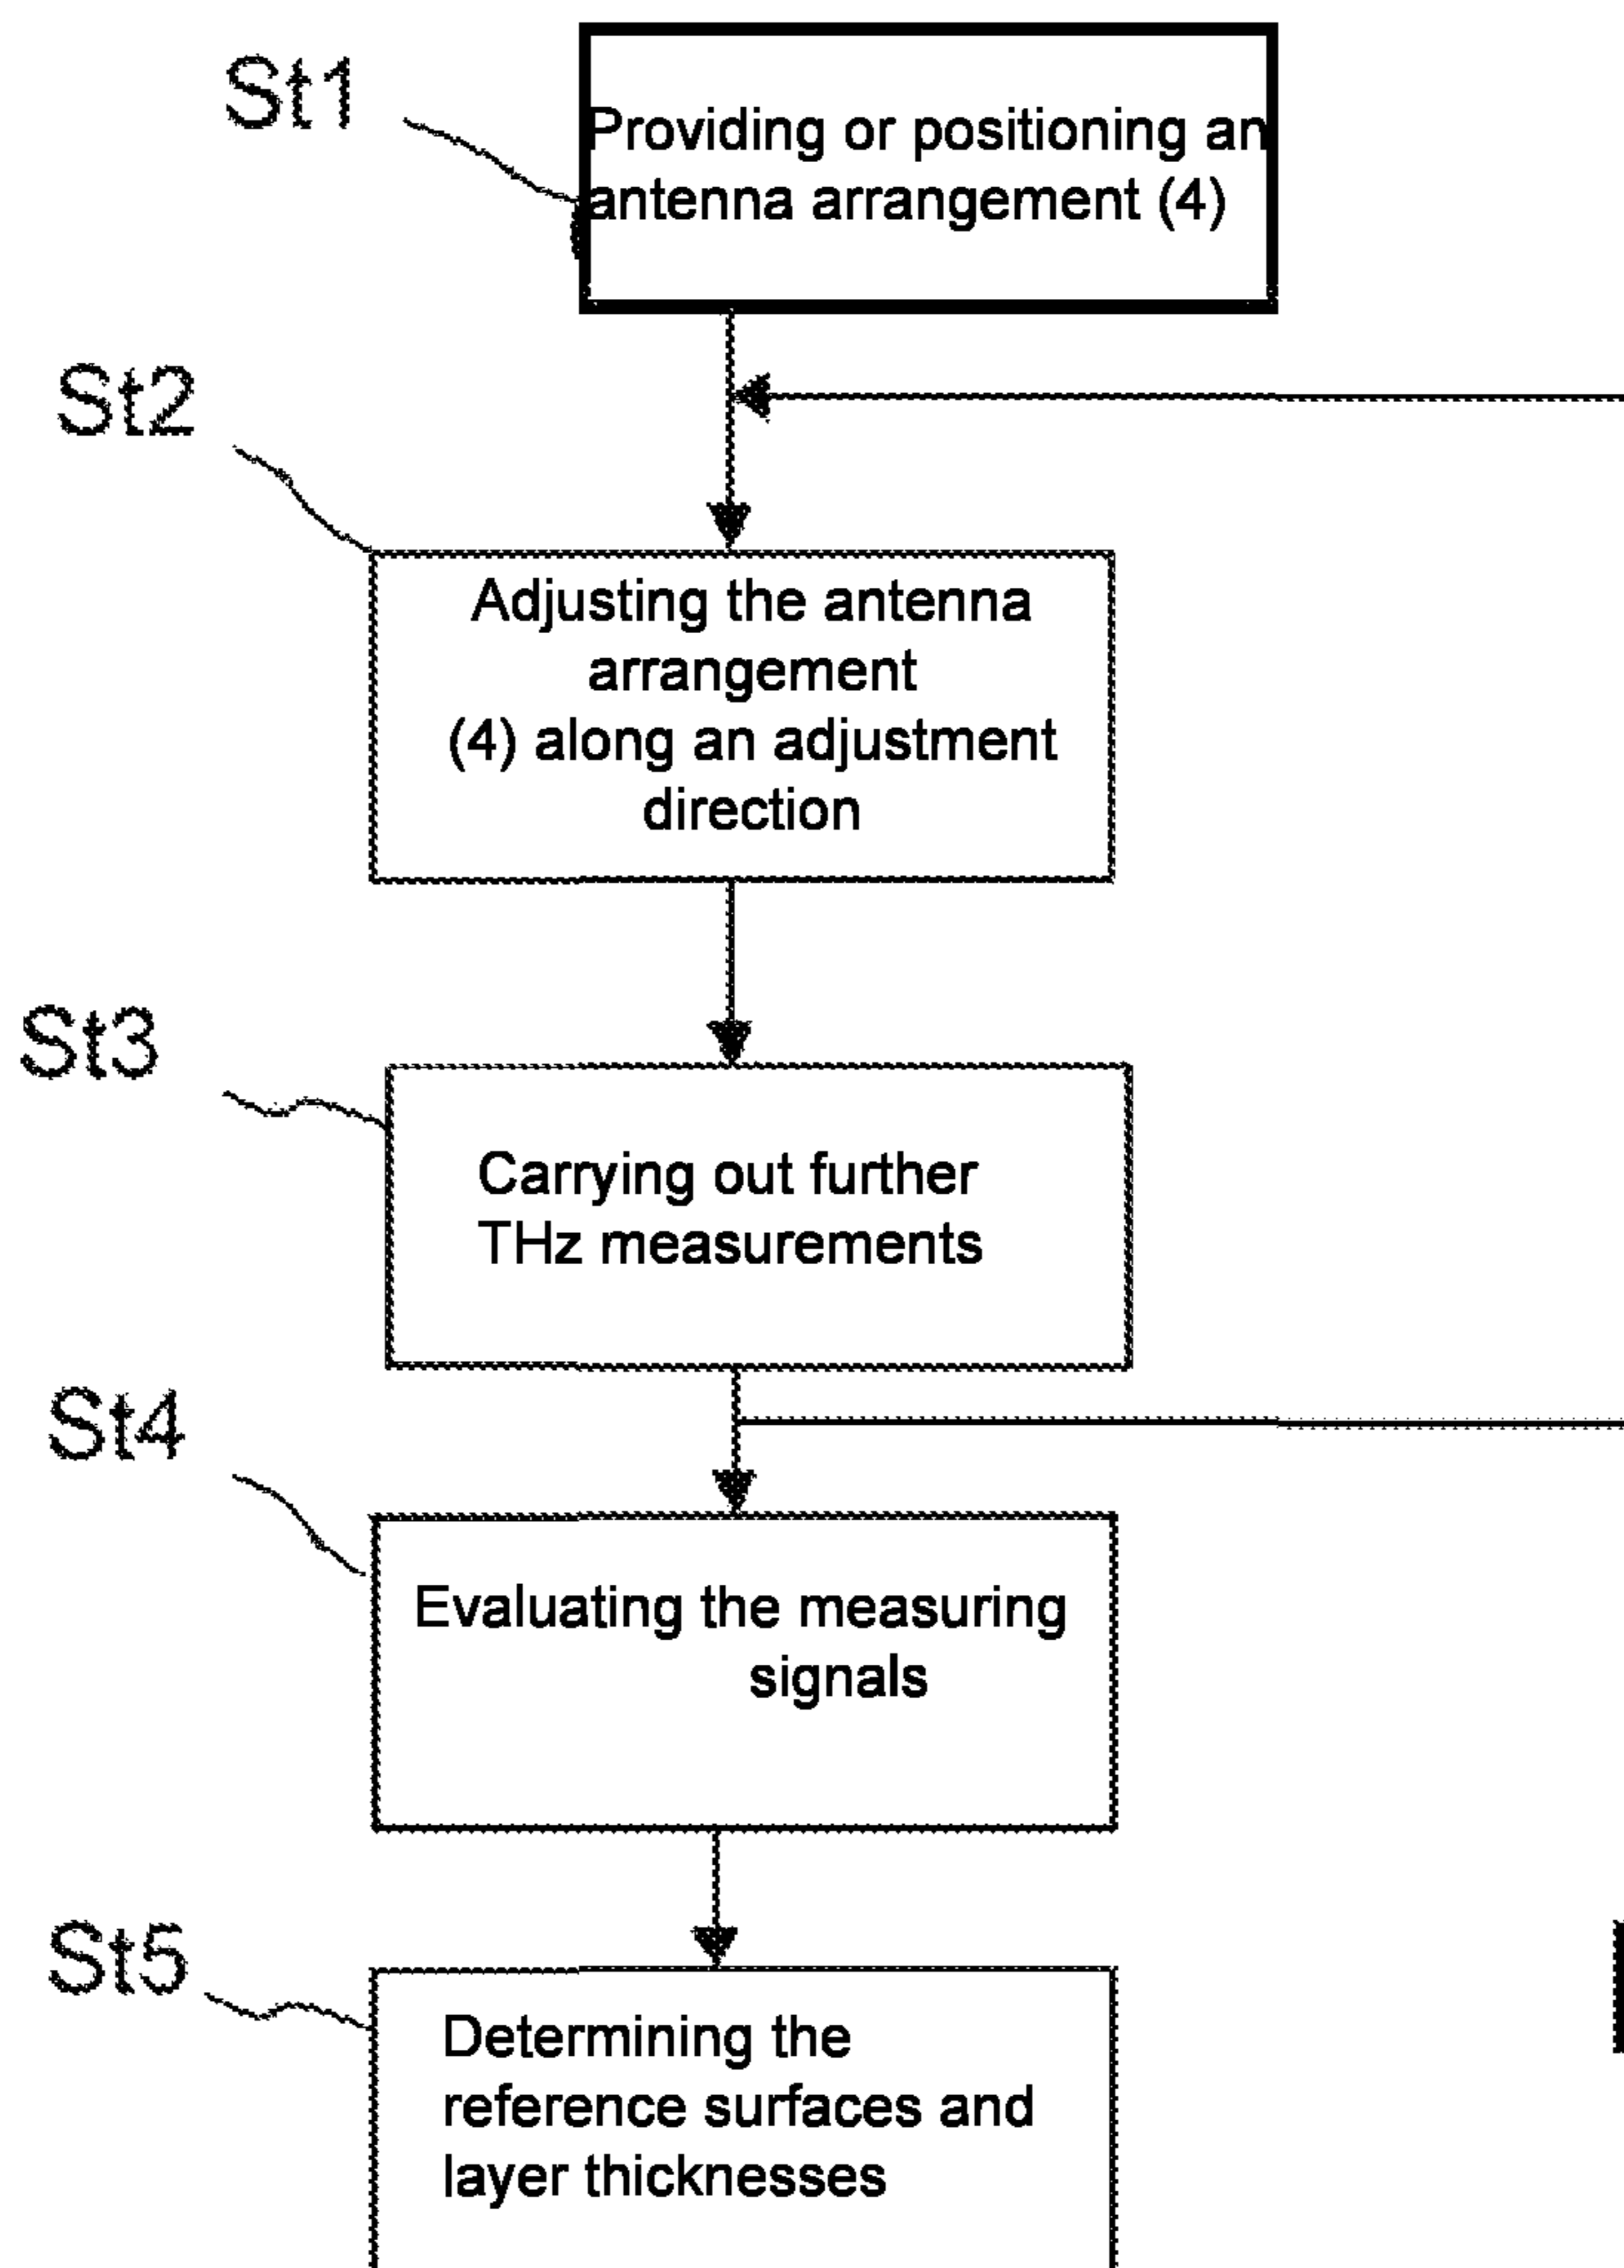 St1
Providing or positioning an
antenna arrangement (4)
St2
Adjusting the antenna
arrangement
(4) along an adjustment
direction
St3
Carrying out further
THz measurements
St4
Evaluating the measuring
signals
St5
Determining the
reference surfaces and
layer thicknesses